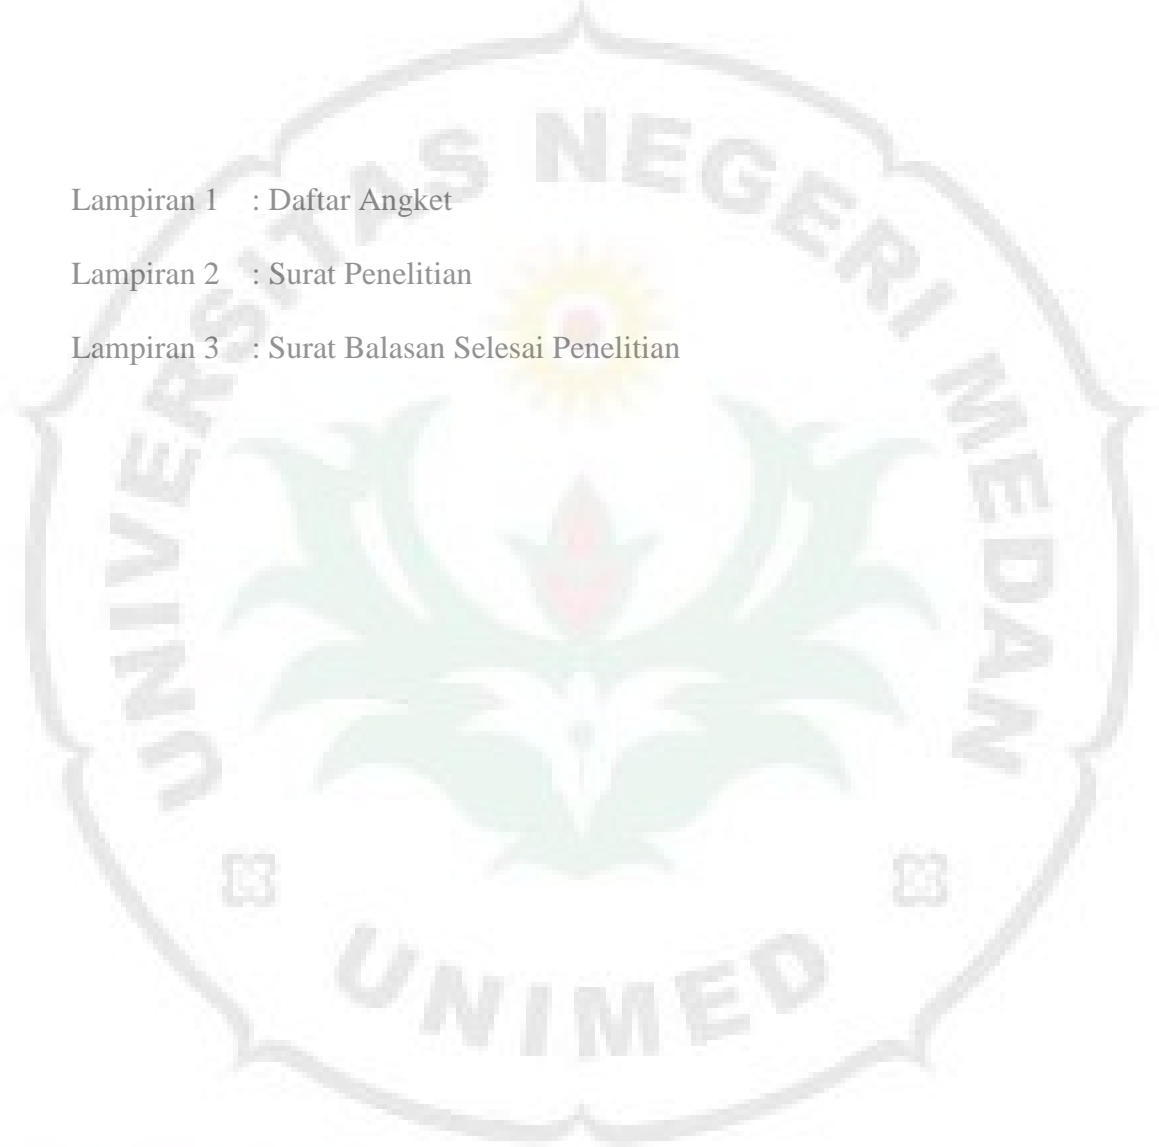 UNIVERSITAS NEGERI MEDAN
Lampiran 1 : Daftar Angket
Lampiran 2 : Surat Penelitian
Lampiran 3 : Surat Balasan Selesai Penelitian
UNIMED